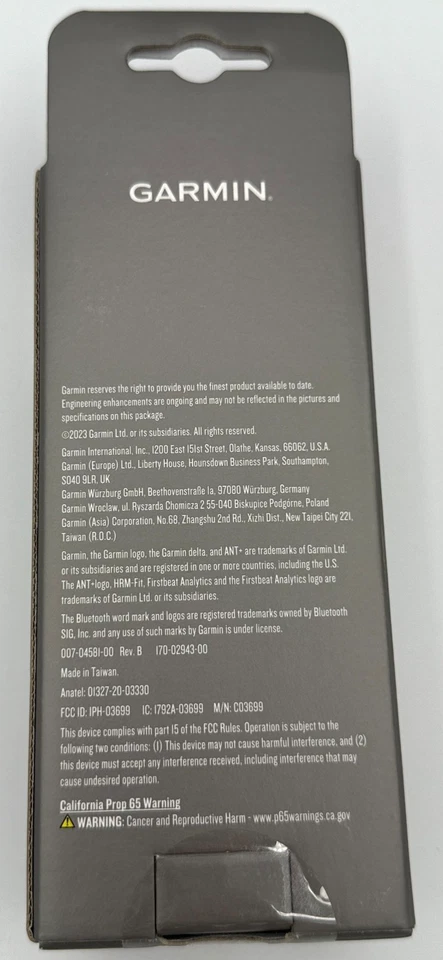 GARMIN.
Garmin reserves the right to provide you the finest product available to date.
Engineering enhancements are ongoing and may not be reflected in the pictures and
specifications on this package.
©2023 Garmin Ltd. or its subsidiaries. All rights reserved.
Garmin International, Inc., 1200 East 151st Street, Olathe, Kansas, 66062, U.S.A.
Garmin (Europe) Ltd., Liberty House, Hounsdown Business Park, Southampton,
SO40 9LR, UK
Garmin Würzburg GmbH, Beethovenstraße 1a, 97080 Würzburg, Germany
Garmin Wroclaw, ul. Ryszarda Chomicza 2 55-040 Biskupice Podgórne, Poland
Garmin (Asia) Corporation, No.68, Zhangshu 2nd Rd., Xizhi Dist., New Taipei City 221,
Taiwan (R.O.C.)
Garmin, the Garmin logo, the Garmin delta, and ANT+ are trademarks of Garmin Ltd.
or its subsidiaries and are registered in one or more countries, including the U.S.
The ANT+logo, HRM-Fit, Firstbeat Analytics and the Firstbeat Analytics logo are
trademarks of Garmin Ltd. or its subsidiaries.
The Bluetooth word mark and logos are registered trademarks owned by Bluetooth
SIG, Inc. and any use of such marks by Garmin is under license.
007-04581-00 Rev. B 170-02943-00
Made in Taiwan.
Anatel: 01327-20-03330
FCC ID: IPH-03699 IC: 1792A-03699 M/N: C03699
This device complies with part 15 of the FCC Rules. Operation is subject to the
following two conditions: (1) This device may not cause harmful interference, and (2)
this device must accept any interference received, including interference that may
cause undesired operation.
California Prop 65 Warning
WARNING: Cancer and Reproductive Harm - www.p65warnings.ca.gov